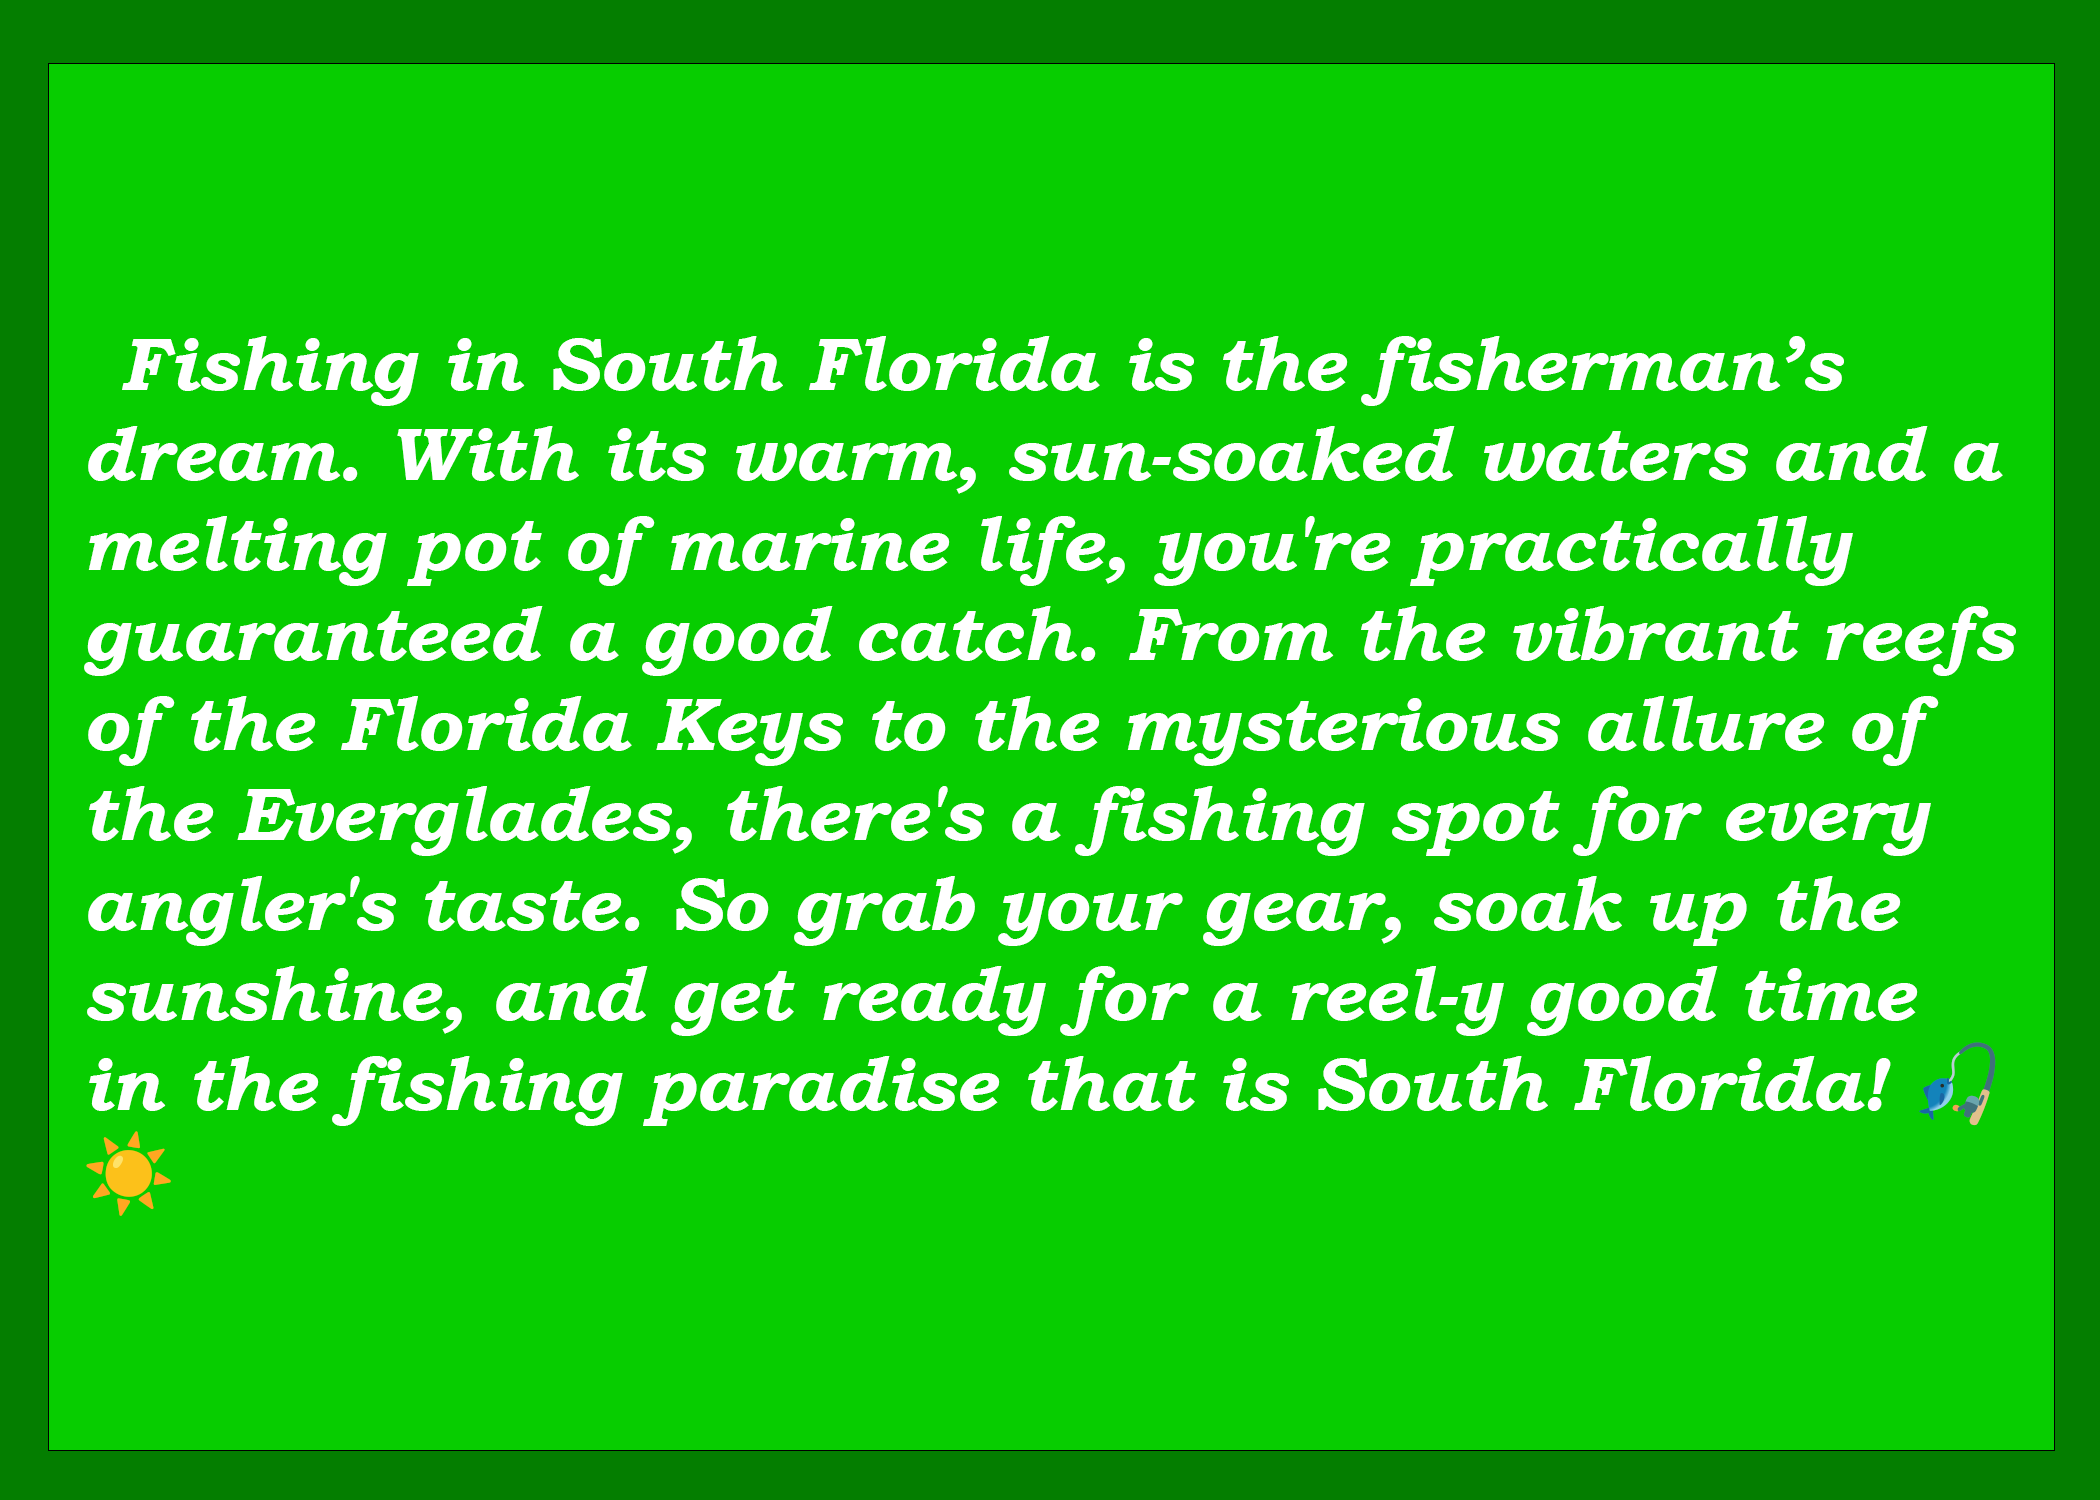 Fishing in South Florida is the fisherman’s
dream. With its warm, sun-soaked waters and a
melting pot of marine life, you're practically
guaranteed a good catch. From the vibrant reefs
of the Florida Keys to the mysterious allure of
the Everglades, there's a fishing spot for every
angler's taste. So grab your gear, soak up the
sunshine, and get ready for a reel-y good time
in the fishing paradise that is South Florida! 🎣
☀️